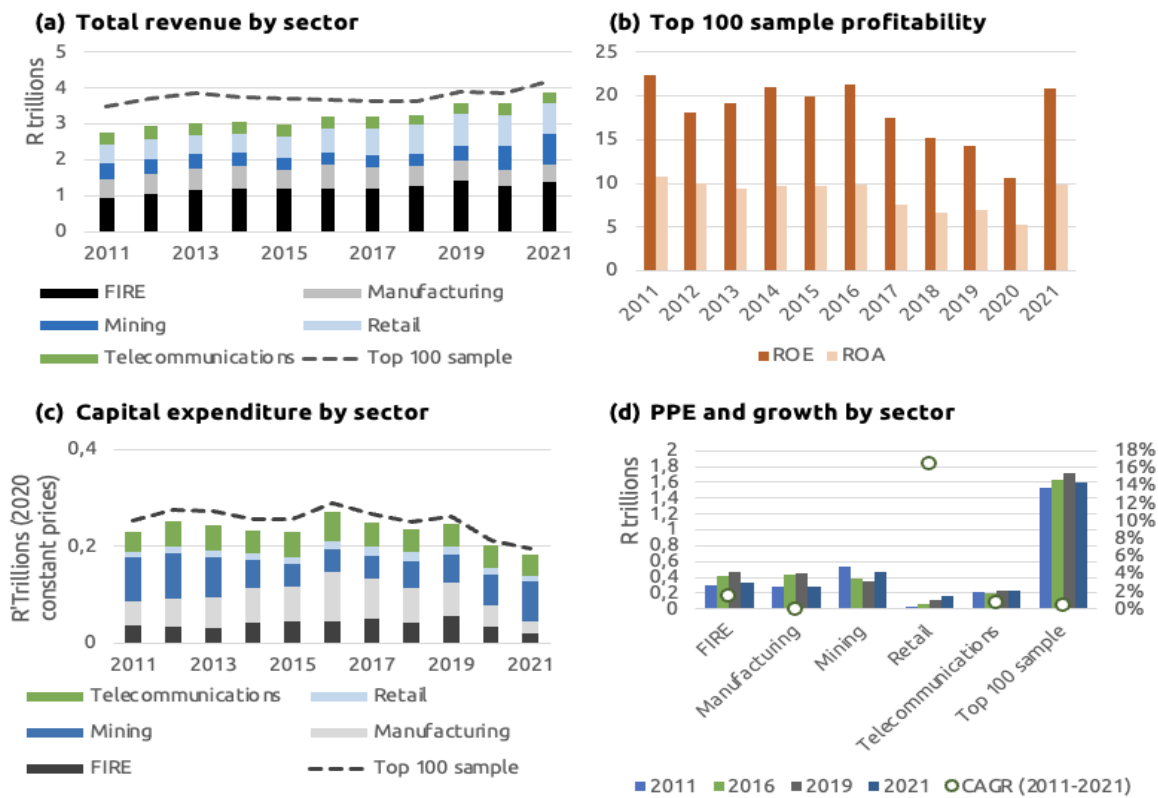 (a) Total revenue by sector
R trillions
5
4
3
2
1
0
2011 2013 2015 2017 2019 2021
FIRE Manufacturing
Mining Retail
Telecommunications Top 100 sample
(b) Top 100 sample profitability
25
20
15
10
5
0
2011 2012 2013 2014 2015 2016 2017 2018 2019 2020 2021
ROE ROA
(c) Capital expenditure by sector
R'Trillions (2020
constant prices)
0,4
0,2
0
2011 2013 2015 2017 2019 2021
Telecommunications Retail
Mining Manufacturing
FIRE Top 100 sample
(d) PPE and growth by sector
R trillions
2 18%
1,8 16%
1,6 14%
1,4 12%
1,2 10%
1 8%
0,8 6%
0,6 4%
0,4 2%
0,2 0%
0
FIRE Manufacturing Mining Retail Telecommunications Top 100 sample
2011 2016 2019 2021 CAGR (2011-2021)